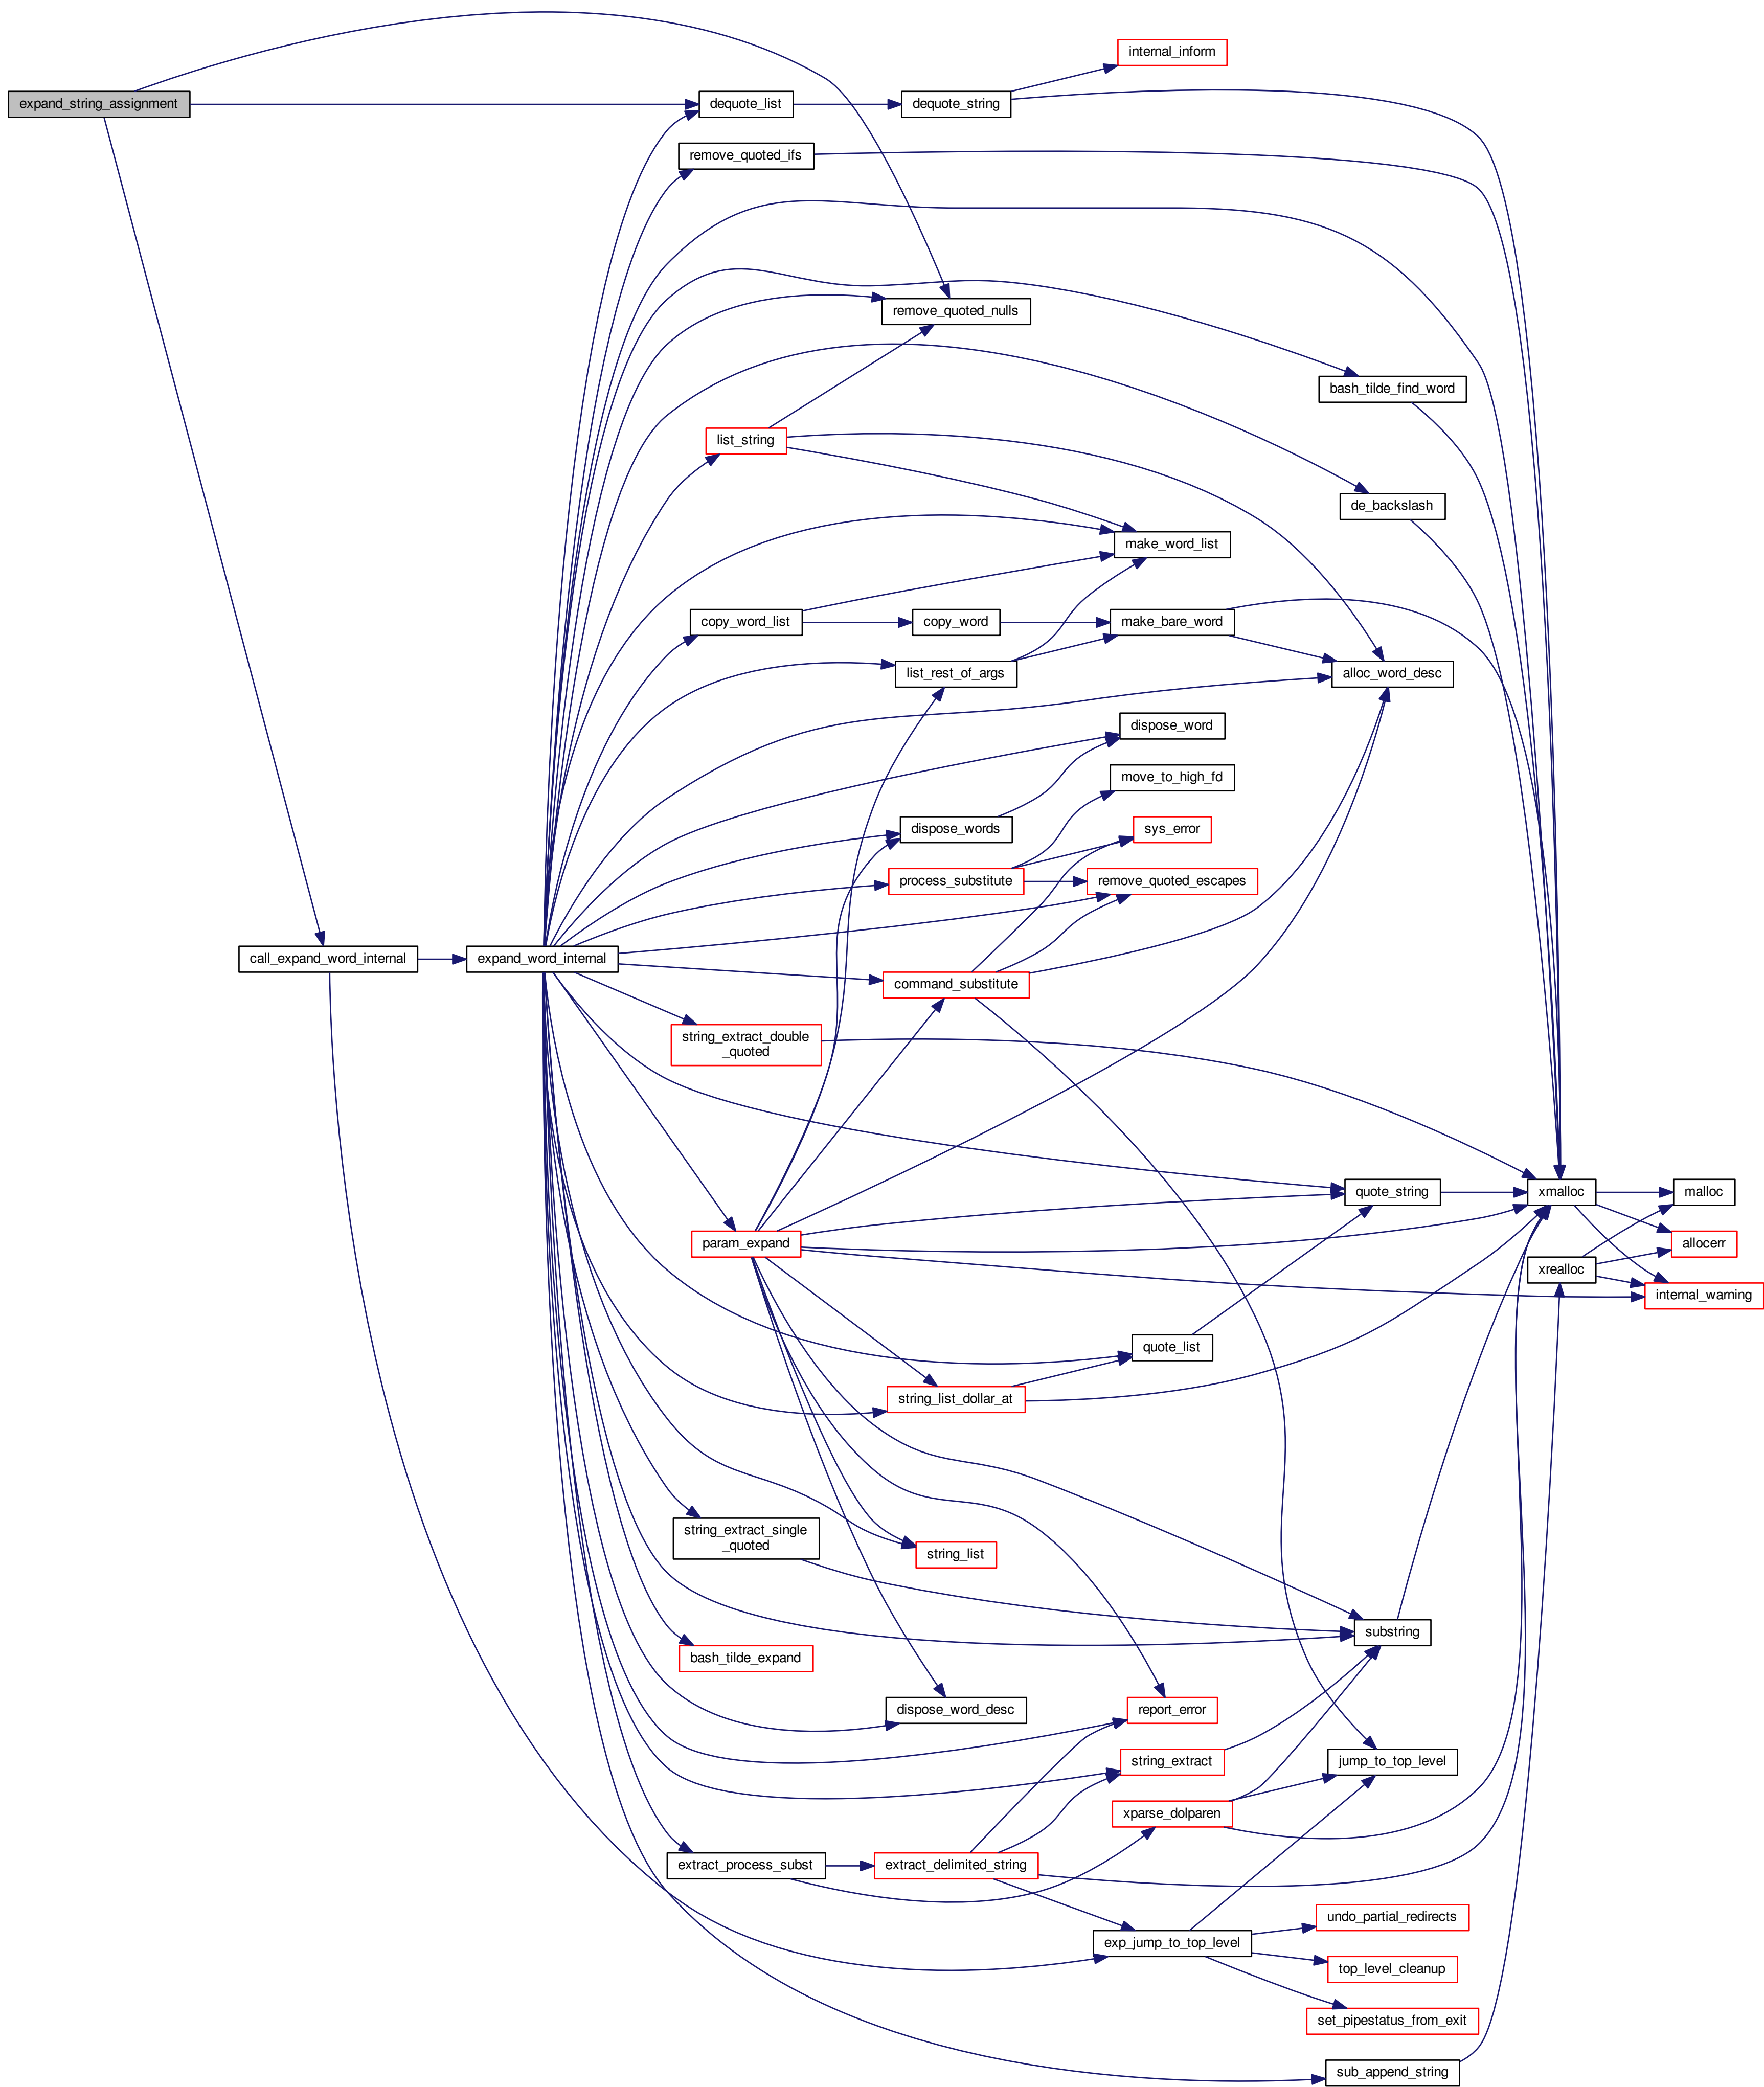 internal_inform
expand_string_assignment
dequote_list
dequote_string
remove_quoted_ifs
remove_quoted_nulls
bash_tilde_find_word
list_string
de_backslash
make_word_list
copy_word_list
copy_word
make_bare_word
list_rest_of_args
alloc_word_desc
dispose_word
move_to_high_fd
dispose_words
sys_error
process_substitute
remove_quoted_escapes
call_expand_word_internal
expand_word_internal
command_substitute
string_extract_double
_quoted
quote_string
xmalloc
malloc
param_expand
allocerr
xrealloc
internal_warning
quote_list
string_list_dollar_at
string_extract_single
_quoted
string_list
substring
bash_tilde_expand
dispose_word_desc
report_error
string_extract
jump_to_top_level
xparse_dolparen
extract_process_subst
extract_delimited_string
undo_partial_redirects
exp_jump_to_top_level
top_level_cleanup
set_pipestatus_from_exit
sub_append_string